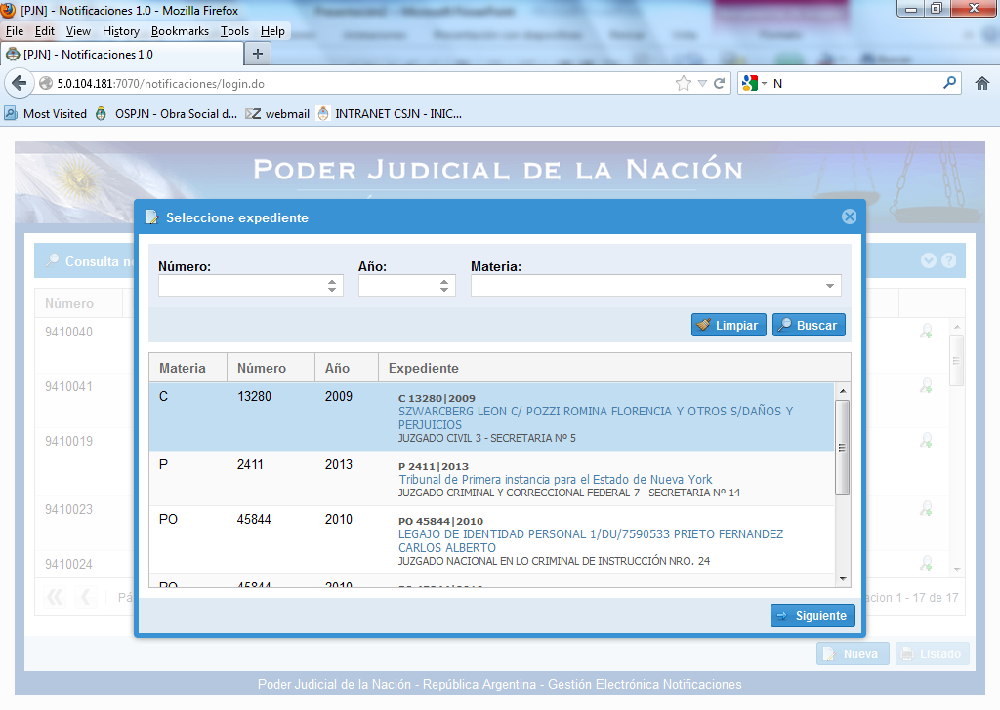 [PJN] - Notificaciones 1.0 - Mozilla Firefox
File Edit View History Bookmarks Tools Help
[PJN] - Notificaciones 1.0
5.0.104.181:7070/notificaciones/login.do
N
Most Visited OSPJN - Obra Social d... webmail INTRANET CSJN - INIC...
PODER JUDICIAL DE LA NACIÓN
Seleccione expediente
Consulta
Número: Año: Materia:
Número
Limpiar Buscar
9410040
9410041
9410019
9410023
9410024
Materia Número Año Expediente
C 13280 2009 C 13280|2009
SZWARCBERG LEON C/ POZZI ROMINA FLORENCIA Y OTROS S/DAÑOS Y
PERJUICIOS
JUZGADO CIVIL 3 - SECRETARIA Nº 5
P 2411 2013 P 2411|2013
Tribunal de Primera instancia para el Estado de Nueva York
JUZGADO CRIMINAL Y CORRECCIONAL FEDERAL 7 - SECRETARIA Nº 14
PO 45844 2010 PO 45844|2010
LEGAJO DE IDENTIDAD PERSONAL 1/DU/7590533 PRIETO FERNANDEZ
CARLOS ALBERTO
JUZGADO NACIONAL EN LO CRIMINAL DE INSTRUCCIÓN NRO. 24
1 - 17 de 17
Siguiente
Nueva Listado
Poder Judicial de la Nación - República Argentina - Gestión Electrónica Notificaciones